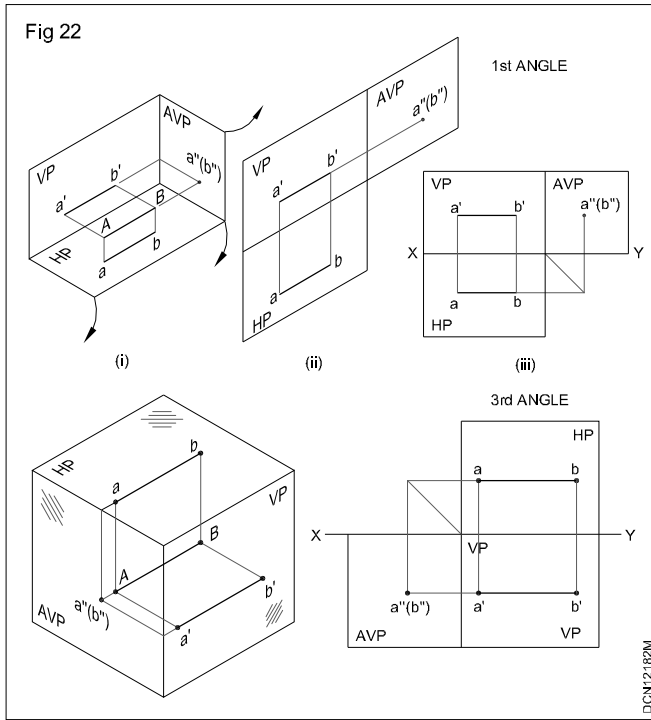 Fig 22
1st ANGLE
AVP
VP
b'
a"(b")
a'
B
A
b
HP
a
(i)
AVP
a"(b")
VP
b'
a'
b
a
HP
(ii)
VP
AVP
a'
b'
a"(b")
X
Y
a
b
HP
(iii)
3rd ANGLE
HP
b
a
VP
B
A
a"(b")
b'
AVP
a'
HP
a
b
X
Y
VP
a"(b")
a'
b'
AVP
VP
DCN12182M